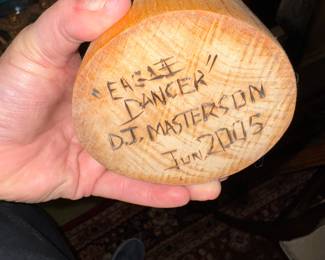 "EAGLE
DANCER"
D.J. MASTERSON
JUN 2005